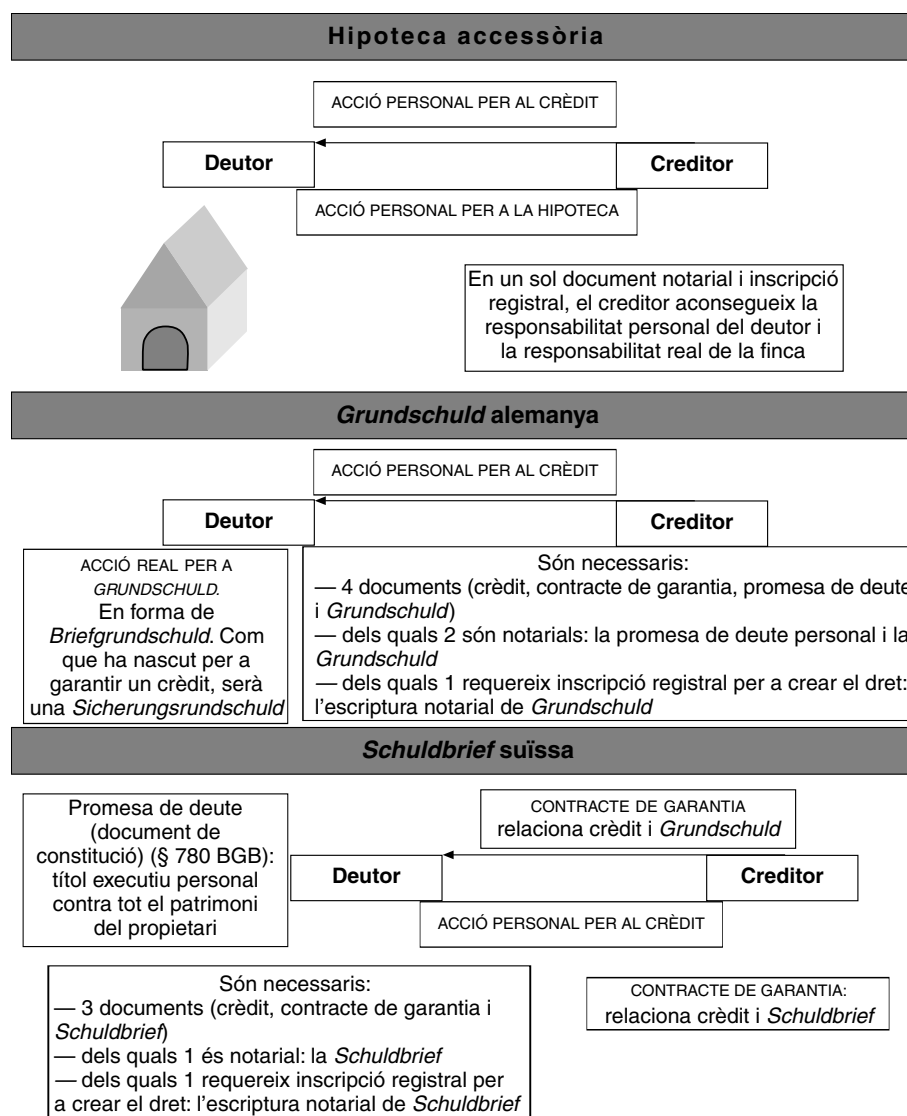 Hipoteca accessòria
ACCIÓ PERSONAL PER AL CRÈDIT
Deutor
Creditor
ACCIÓ PERSONAL PER A LA HIPOTECA
En un sol document notarial i inscripció
registral, el creditor aconsegueix la
responsabilitat personal del deutor i
la responsabilitat real de la finca
Grundschuld alemanya
ACCIÓ PERSONAL PER AL CRÈDIT
Deutor
Creditor
ACCIÓ REAL PER A
GRUNDSCHULD.
En forma de
Briefgrundschuld. Com
que ha nascut per a
garantir un crèdit, serà
una Sicherungsrundschuld
Són necessaris:
— 4 documents (crèdit, contracte de garantia, promesa de deute
i Grundschuld)
— dels quals 2 són notarials: la promesa de deute personal i la
Grundschuld
— dels quals 1 requereix inscripció registral per a crear el dret:
l'escriptura notarial de Grundschuld
Schuldbrief suïssa
Promesa de deute
(document de
constitució) (§ 780 BGB):
títol executiu personal
contra tot el patrimoni
del propietari
CONTRACTE DE GARANTIA
relaciona crèdit i Grundschuld
Deutor
Creditor
ACCIÓ PERSONAL PER AL CRÈDIT
Són necessaris:
— 3 documents (crèdit, contracte de garantia i
Schuldbrief)
— dels quals 1 és notarial: la Schuldbrief
— dels quals 1 requereix inscripció registral per
a crear el dret: l'escriptura notarial de Schuldbrief
CONTRACTE DE GARANTIA:
relaciona crèdit i Schuldbrief